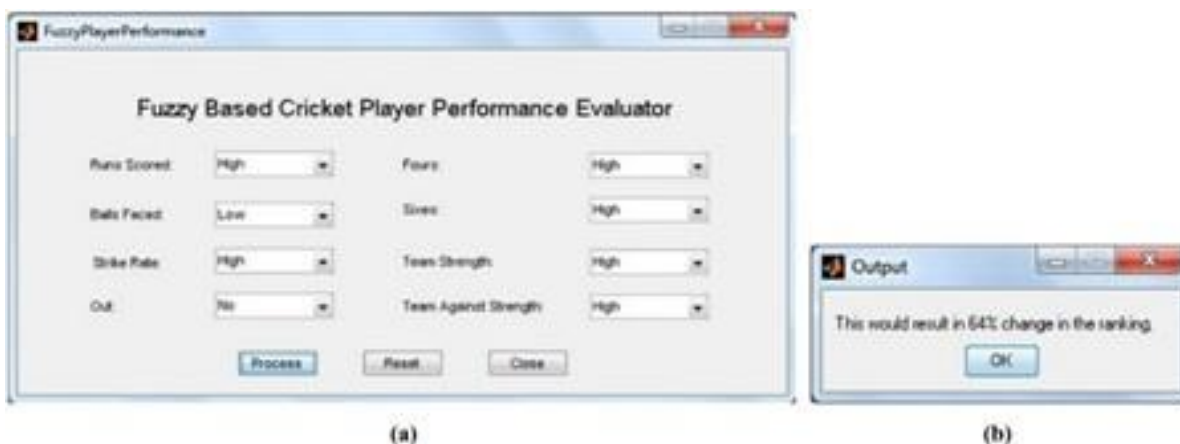 FuzzyPlayerPerformance
Fuzzy Based Cricket Player Performance Evaluator
Runs Scored: High
Fours: High
Balls Faced: Low
Sixes: High
Strike Rate: High
Team Strength: High
Out: No
Team Against Strength: High
Process Reset Close
(a)
Output
This would result in 64% change in the ranking.
OK
(b)